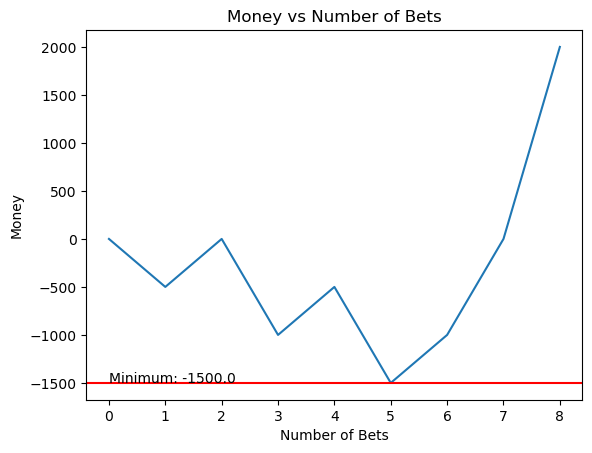 Money vs Number of Bets
2000
1500
1000
500
0
−500
−1000
−1500
Money
Minimum: -1500.0
0 1 2 3 4 5 6 7 8
Number of Bets